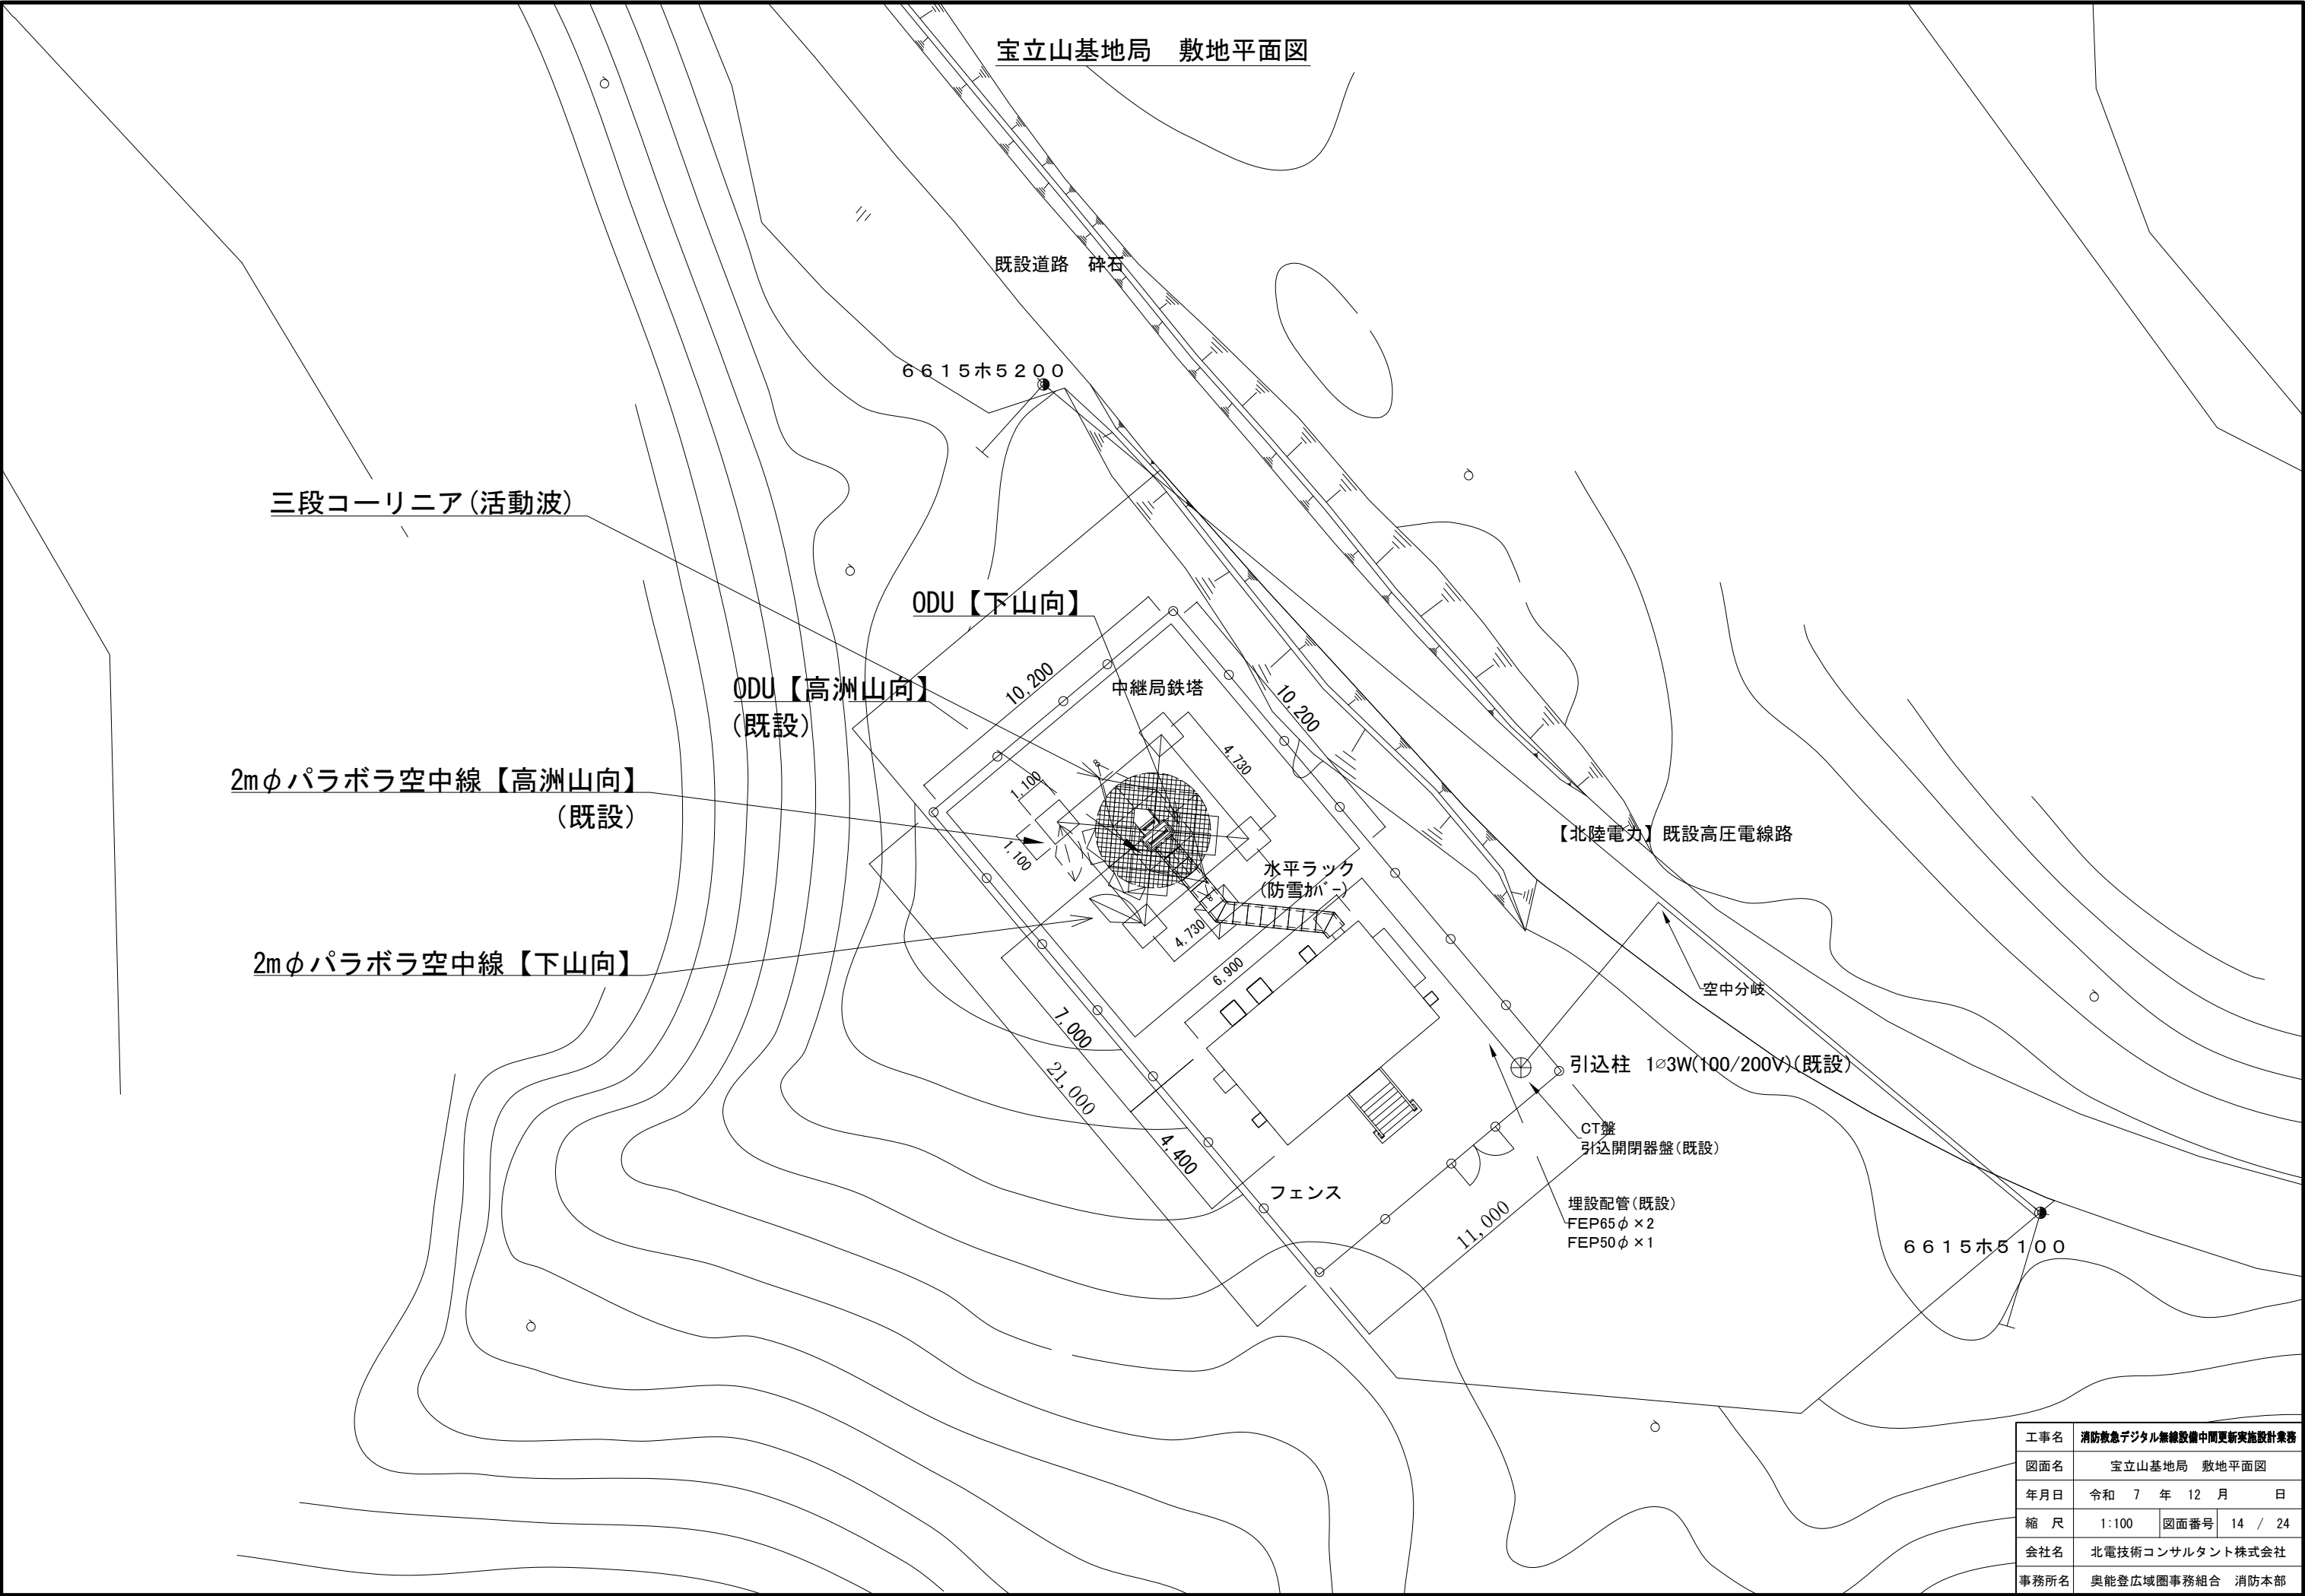 宝立山基地局　敷地平面図
既設道路　砕石
６６１５ホ５２００
三段コーリニア(活動波)
ODU【下山向】
10,200
中継局鉄塔
ODU【高洲山向】
(既設)
10,200
4,730
2mφパラボラ空中線【高洲山向】
(既設)
1,100
1,100
【北陸電力】既設高圧電線路
水平ラック
(防雪ｶﾊﾞｰ)
4,730
2mφパラボラ空中線【下山向】
6,900
空中分岐
7,000
21,000
引込柱　1∅3W(100/200V)(既設)
4,400
CT盤
引込開閉器盤(既設)
フェンス
埋設配管(既設)
FEP65φ×2
FEP50φ×1
11,000
６６１５ホ５１００
工事名　消防救急デジタル無線設備中間更新実施設計業務
図面名　宝立山基地局　敷地平面図
年月日　令和　7　年　12　月　　日
縮　尺　1:100　図面番号　14　/　24
会社名　北電技術コンサルタント株式会社
事務所名　奥能登広域圏事務組合　消防本部